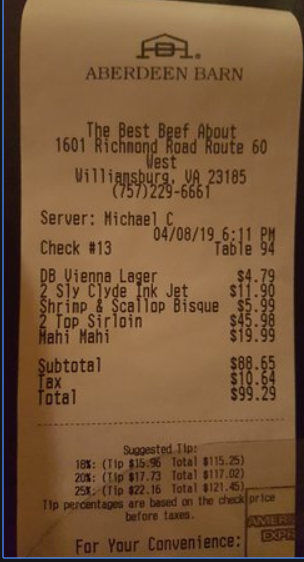 ABERDEEN BARN
The Best Beef About
1601 Richmond Road Route 60
West
Williamsburg, VA 23185
(757)229-6661
Server: Michael C
04/08/19 6:11 PM
Check #13 Table 94
DB Vienna Lager $4.79
2 Sly Clyde Ink Jet $11.90
Shrimp & Scallop Bisque $5.99
2 Top Sirloin $45.98
Mahi Mahi $19.99
Subtotal $88.65
Tax $10.64
Total $99.29
Suggested Tip:
18%: (Tip $15.96 Total $115.25)
20%: (Tip $17.73 Total $117.02)
25%: (Tip $22.16 Total $121.45)
Tip percentages are based on the check price
before taxes.
For Your Convenience:
AMERI
EXPR